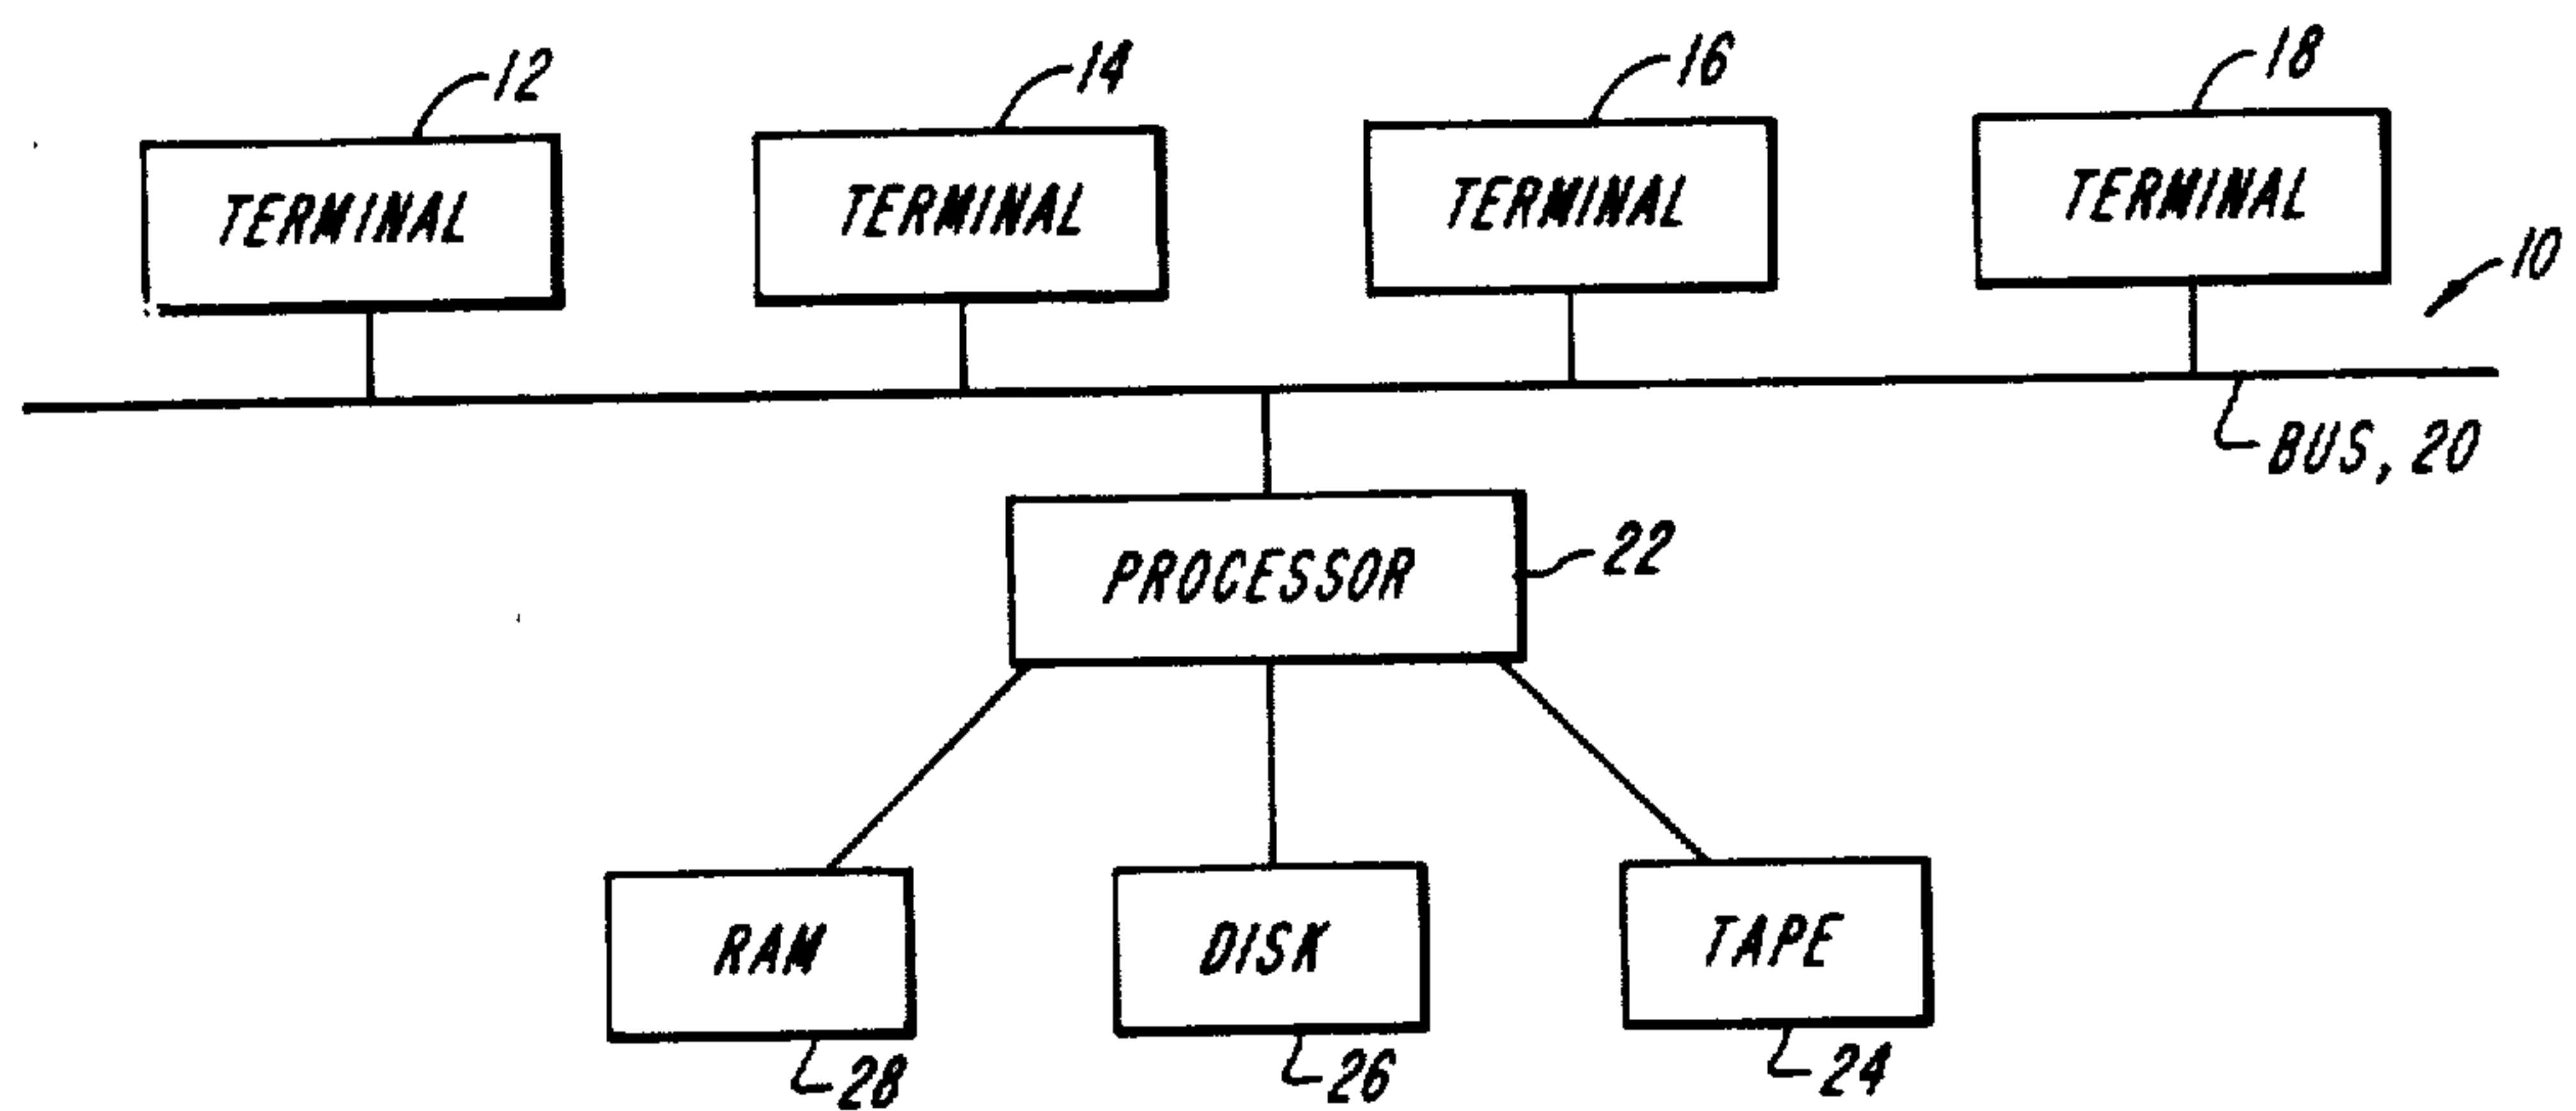 12
14
16
18
TERMINAL
TERMINAL
TERMINAL
TERMINAL
10
BUS, 20
PROCESSOR
22
RAM
DISK
TAPE
28
26
24